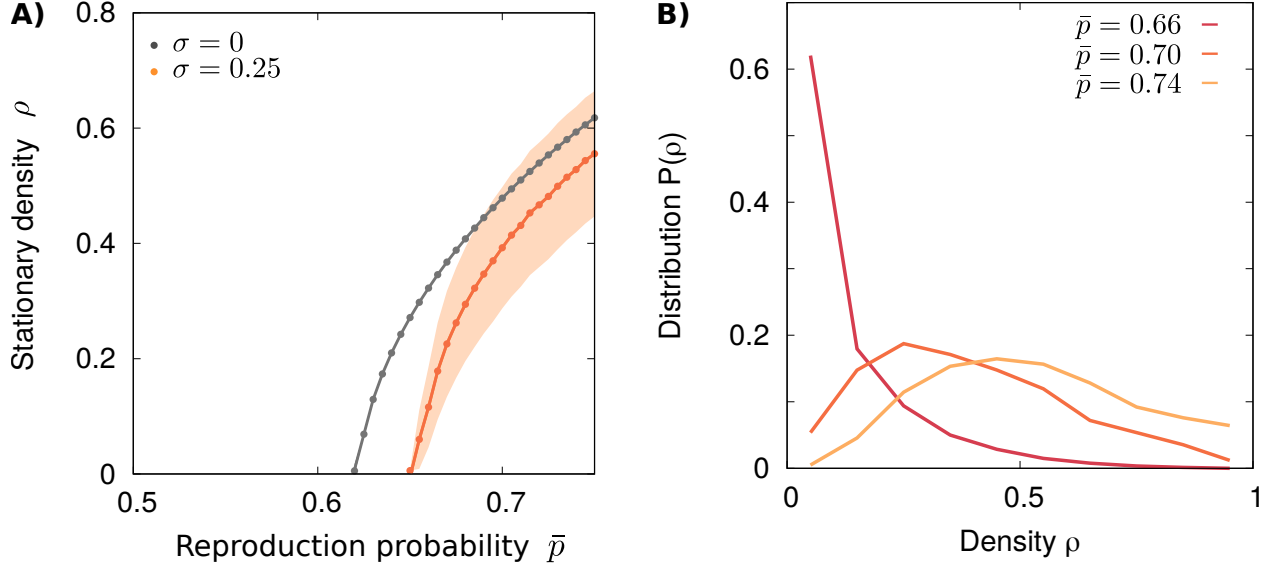 A)
Stationary density ρ
0.8
0.6
0.4
0.2
0
σ = 0
σ = 0.25
0.5
0.6
0.7
Reproduction probability p̄
B)
Distribution P(ρ)
0.6
0.4
0.2
0
p̄ = 0.66
p̄ = 0.70
p̄ = 0.74
0
0.5
1
Density ρ